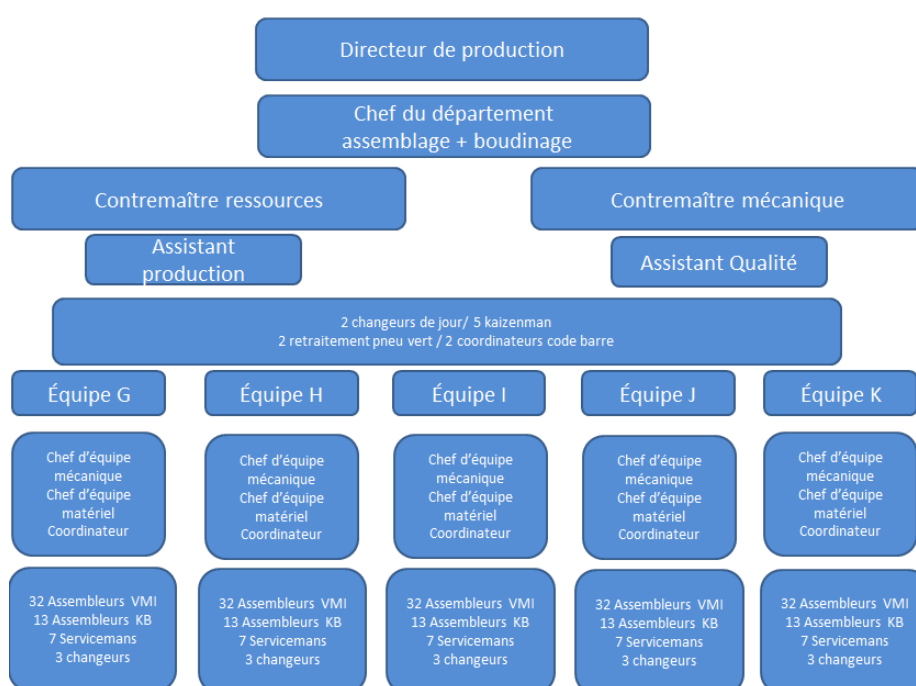 Directeur de production
Chef du département
assemblage + boudinage
Contremaître ressources
Contremaître mécanique
Assistant
production
Assistant Qualité
2 changeurs de jour/ 5 kaizenman
2 retraitement pneu vert / 2 coordinateurs code barre
Équipe G
Équipe H
Équipe I
Équipe J
Équipe K
Chef d'équipe
mécanique
Chef d'équipe
matériel
Coordinateur
Chef d'équipe
mécanique
Chef d'équipe
matériel
Coordinateur
Chef d'équipe
mécanique
Chef d'équipe
matériel
Coordinateur
Chef d'équipe
mécanique
Chef d'équipe
matériel
Coordinateur
Chef d'équipe
mécanique
Chef d'équipe
matériel
Coordinateur
32 Assembleurs VMI
13 Assembleurs KB
7 Servicemans
3 changeurs
32 Assembleurs VMI
13 Assembleurs KB
7 Servicemans
3 changeurs
32 Assembleurs VMI
13 Assembleurs KB
7 Servicemans
3 changeurs
32 Assembleurs VMI
13 Assembleurs KB
7 Servicemans
3 changeurs
32 Assembleurs VMI
13 Assembleurs KB
7 Servicemans
3 changeurs